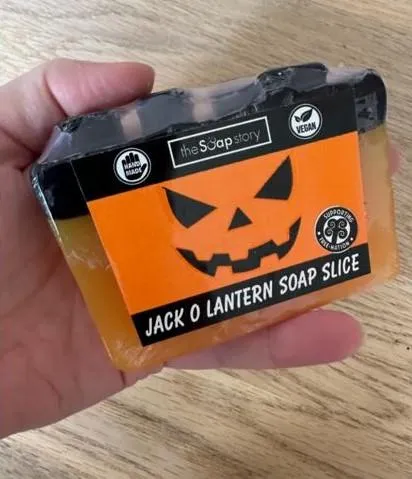 HAND
MADE
the Soap story
VEGAN
SUPPORTING
TREE-NATION
JACK O LANTERN SOAP SLICE